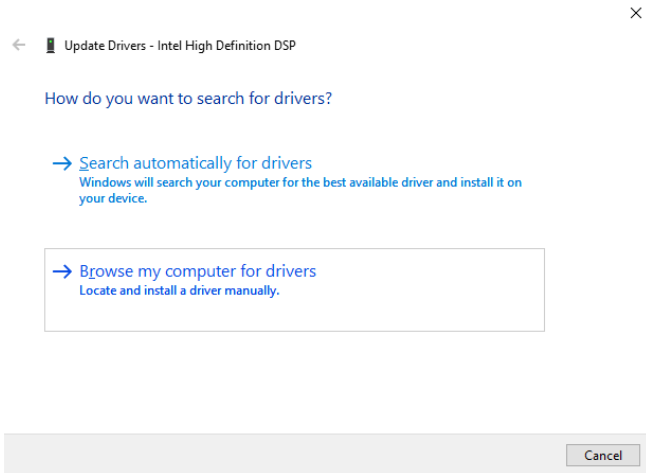 Update Drivers - Intel High Definition DSP
How do you want to search for drivers?
Search automatically for drivers
Windows will search your computer for the best available driver and install it on
your device.
Browse my computer for drivers
Locate and install a driver manually.
Cancel